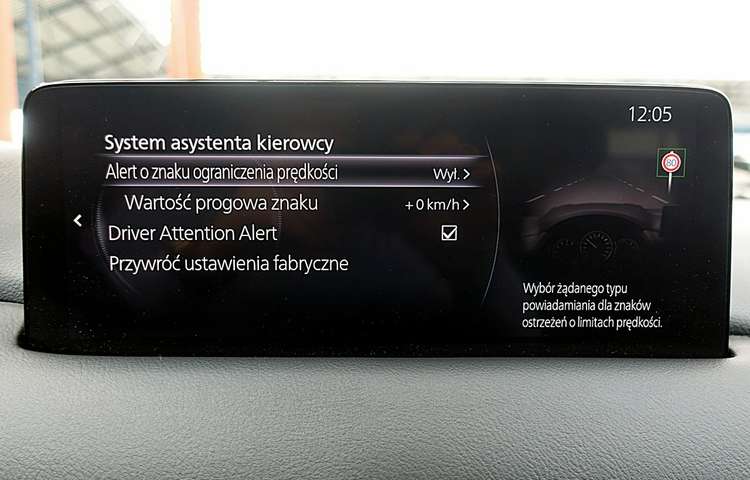 12:05
System asystenta kierowcy
Alert o znaku ograniczenia prędkości Wył.
Wartość progowa znaku +0 km/h
Driver Attention Alert
Przywróć ustawienia fabryczne
Wybór żądanego typu
powiadamiania dla znaków
ostrzeżeń o limitach prędkości.